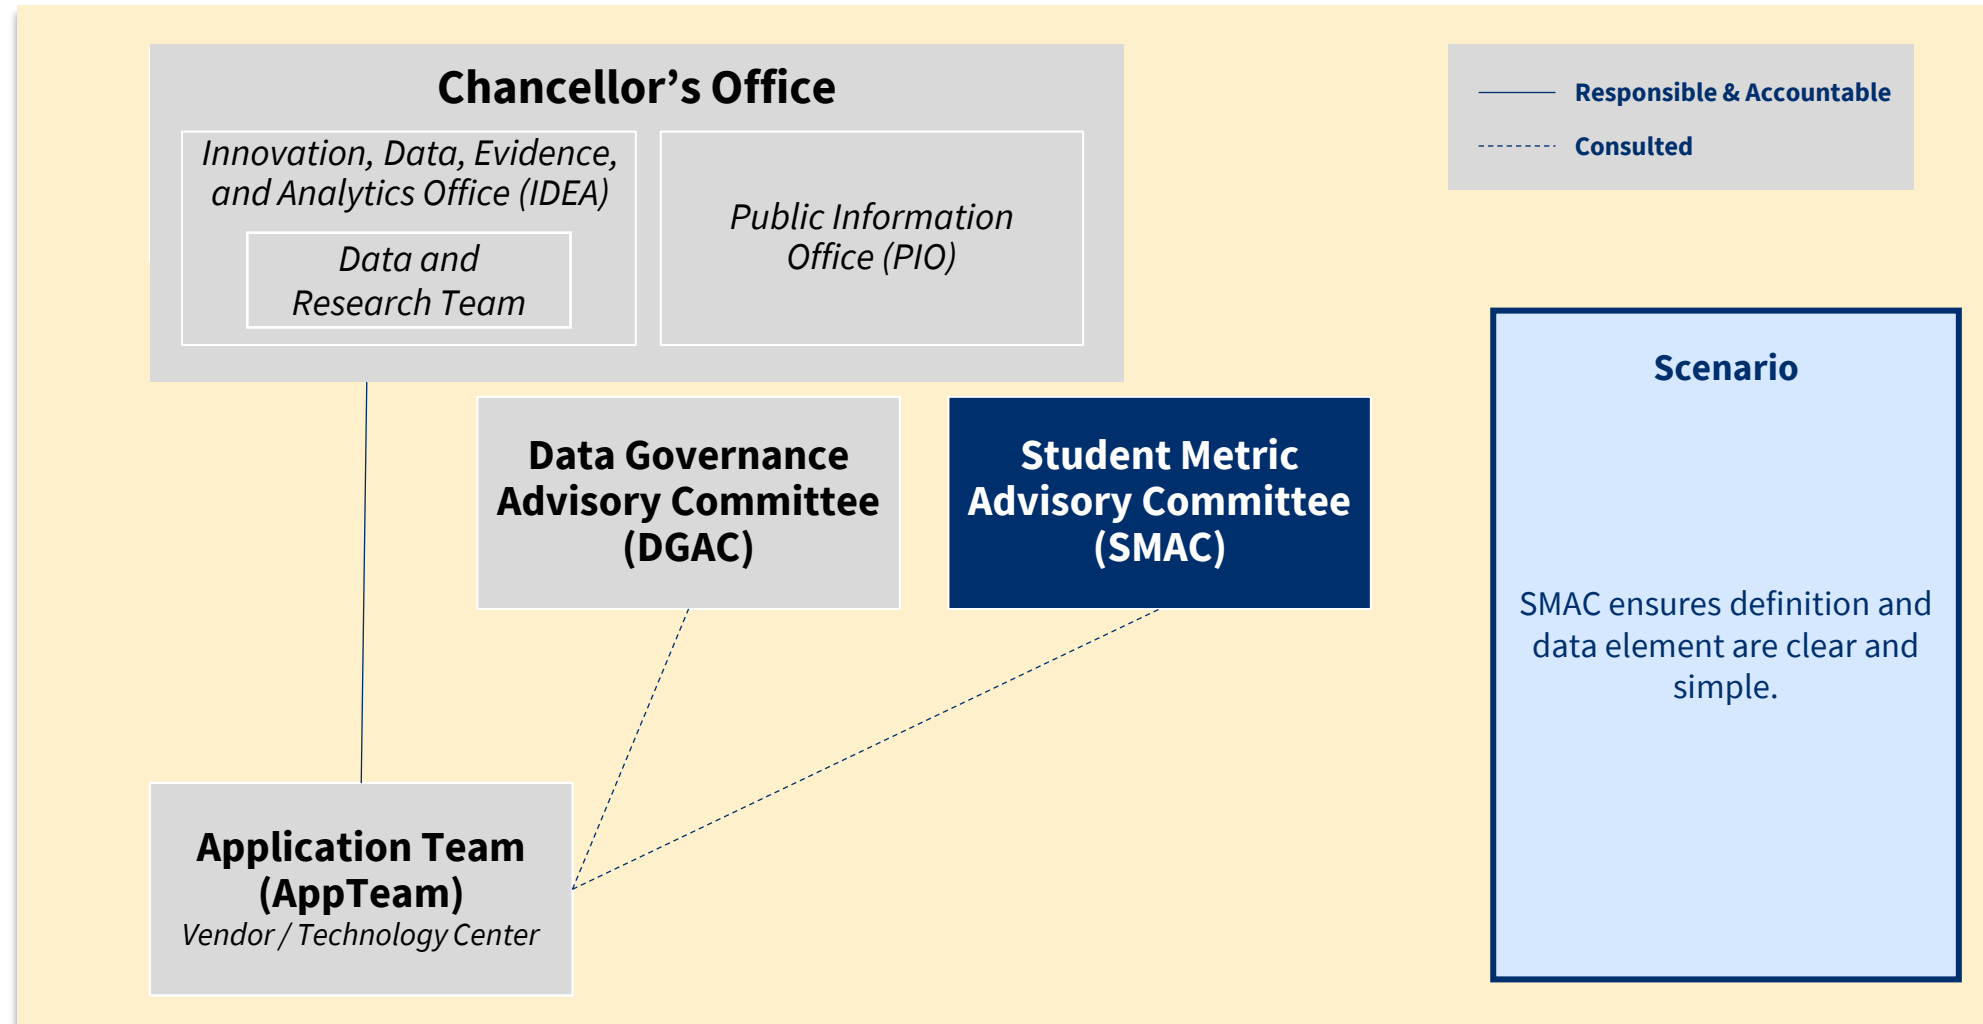 Chancellor’s Office
Innovation, Data, Evidence,
and Analytics Office (IDEA)
Data and
Research Team
Public Information
Office (PIO)
Responsible & Accountable
Consulted
Data Governance
Advisory Committee
(DGAC)
Student Metric
Advisory Committee
(SMAC)
Scenario
SMAC ensures definition and
data element are clear and
simple.
Application Team
(AppTeam)
Vendor / Technology Center